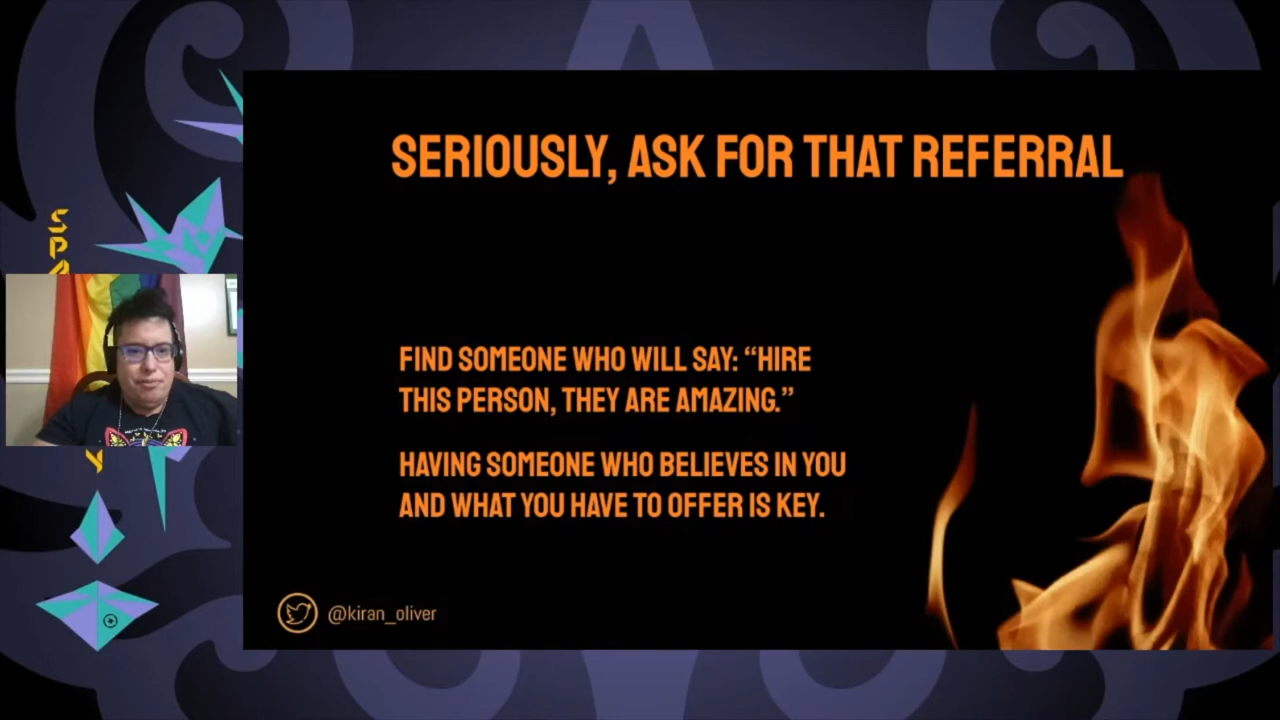 SERIOUSLY, ASK FOR THAT REFERRAL
FIND SOMEONE WHO WILL SAY: “HIRE
THIS PERSON, THEY ARE AMAZING.”
HAVING SOMEONE WHO BELIEVES IN YOU
AND WHAT YOU HAVE TO OFFER IS KEY.
@kiran_oliver